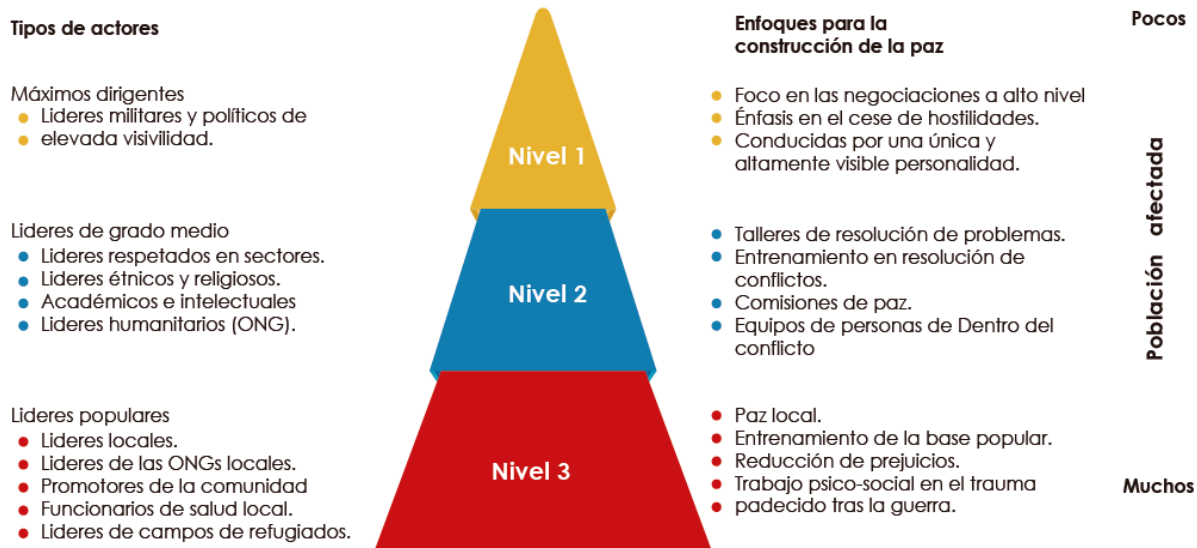 Tipos de actores
Máximos dirigentes
Lideres militares y políticos de
elevada visivilidad.
Lideres de grado medio
Lideres respetados en sectores.
Lideres étnicos y religiosos.
Académicos e intelectuales
Lideres humanitarios (ONG).
Lideres populares
Lideres locales.
Lideres de las ONGs locales.
Promotores de la comunidad
Funcionarios de salud local.
Lideres de campos de refugiados.
Nivel 1
Nivel 2
Nivel 3
Enfoques para la
construcción de la paz
Foco en las negociaciones a alto nivel
Énfasis en el cese de hostilidades.
Conducidas por una única y
altamente visible personalidad.
Talleres de resolución de problemas.
Entrenamiento en resolución de
conflictos.
Comisiones de paz.
Equipos de personas de Dentro del
conflicto
Paz local.
Entrenamiento de la base popular.
Reducción de prejuicios.
Trabajo psico-social en el trauma
padecido tras la guerra.
Pocos
Población afectada
Muchos